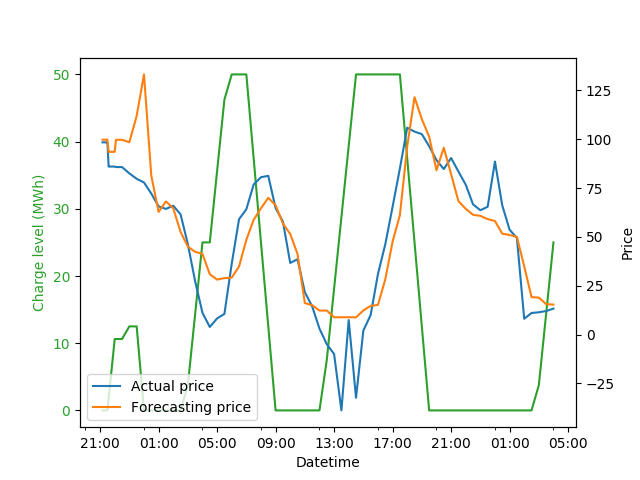 50
40
30
20
10
0
Charge level (MWh)
125
100
75
50
25
0
−25
Price
Actual price
Forecasting price
21:00 01:00 05:00 09:00 13:00 17:00 21:00 01:00 05:00
Datetime